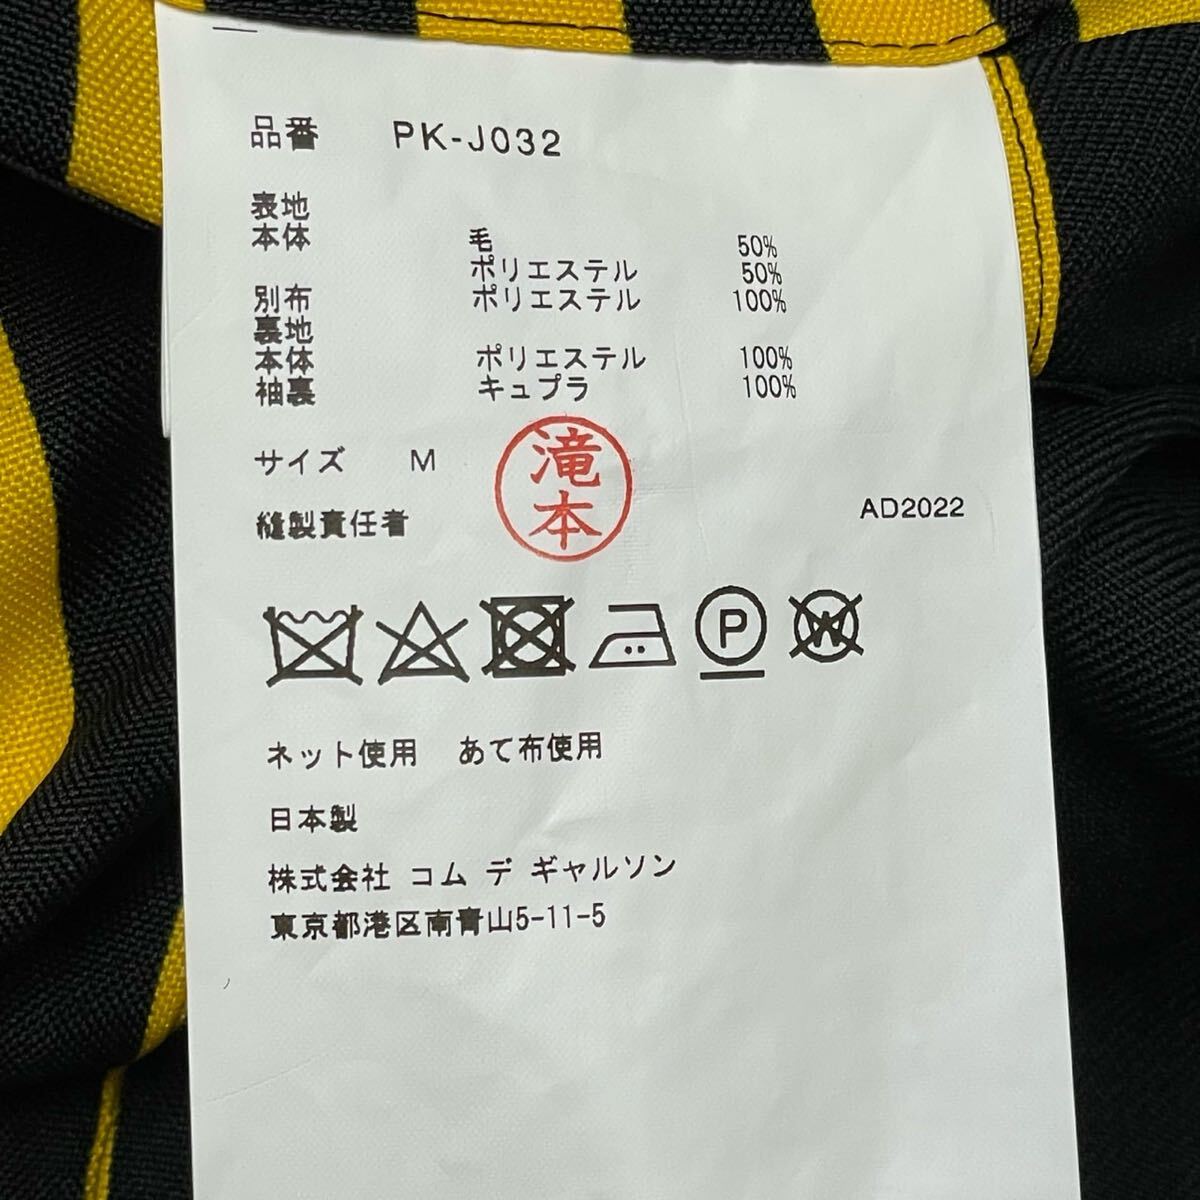 品番 PK-J032
表地
本体 毛 50%
ポリエステル 50%
別布 ポリエステル 100%
裏地
本体 ポリエステル 100%
袖裏 キュプラ 100%
サイズ M
滝
本
縫製責任者 AD2022
P W
ネット使用 あて布使用
日本製
株式会社 コム デ ギャルソン
東京都港区南青山5-11-5